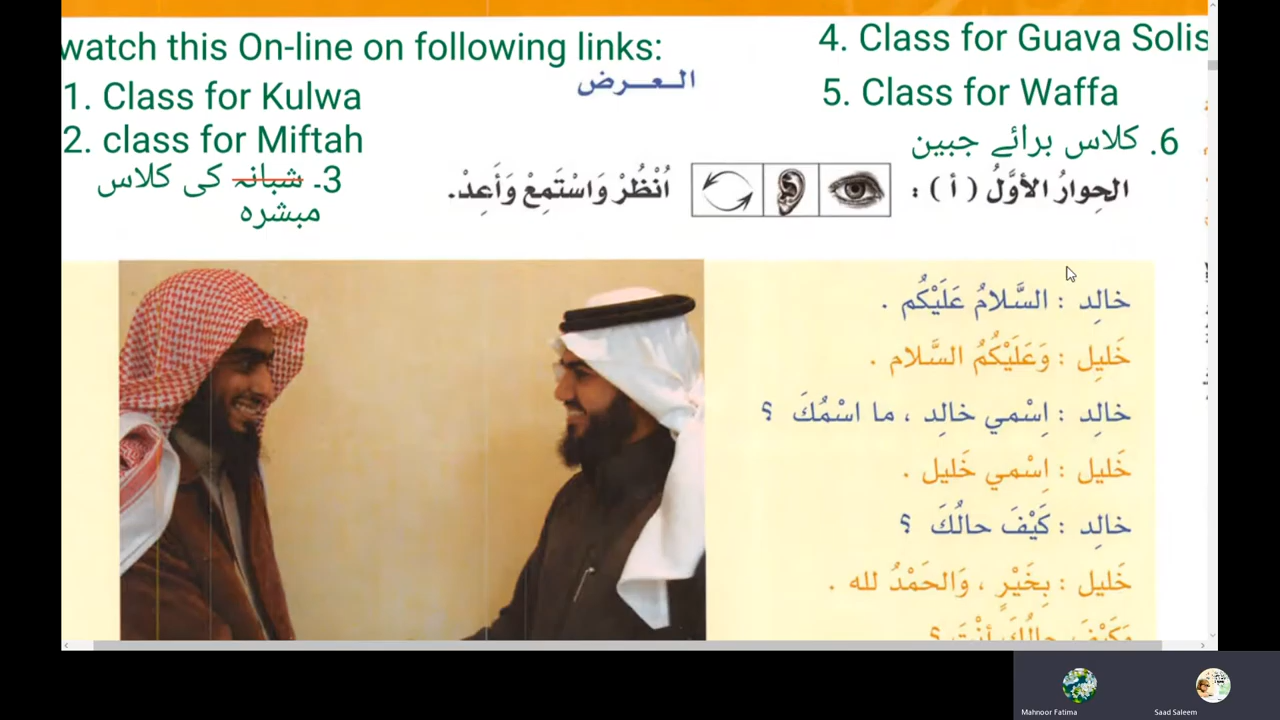 watch this On-line on following links:
1. Class for Kulwa
2. class for Miftah
3۔ شبانہ کی کلاس
مبشرہ
4. Class for Guava Solis
5. Class for Waffa
6. کلاس برائے جبین
الـعـرض
الحِوارُ الأوَّلُ ( أ ) : اُنْظُرْ وَاسْتَمِعْ وَأَعِدْ.
خالِد : السَّلامُ عَلَيْكُم .
خَليِل : وَعَلَيْكُمُ السَّلام .
خالِد : اِسْمي خالِد ، ما اسْمُكَ ؟
خَليل : اِسْمي خَليل .
خالِد : كَيْفَ حالُكَ ؟
خَليل : بِخَيْرٍ ، وَالحَمْدُ لله .
وَكَيْفَ حالُكَ أَنْتَ ؟
Mahnoor Fatima
Saad Saleem